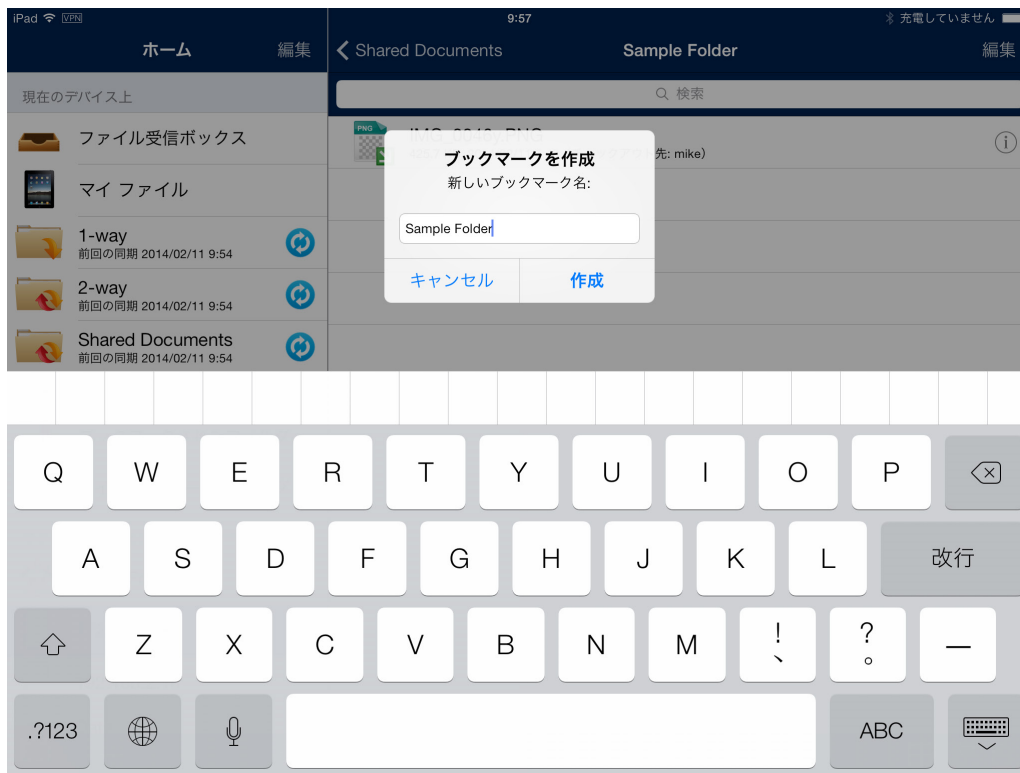 iPad VPN 9:57 充電していません
ホーム 編集
Shared Documents Sample Folder 編集
現在のデバイス上
検索
ファイル受信ボックス
マイ ファイル
1-way
前回の同期 2014/02/11 9:54
2-way
前回の同期 2014/02/11 9:54
Shared Documents
前回の同期 2014/02/11 9:54
PNG
先: mike)
ブックマークを作成
新しいブックマーク名:
Sample Folder
キャンセル 作成
Q W E R T Y U I O P
A S D F G H J K L 改行
Z X C V B N M ! 、 ? 。 ー
.?123 ABC